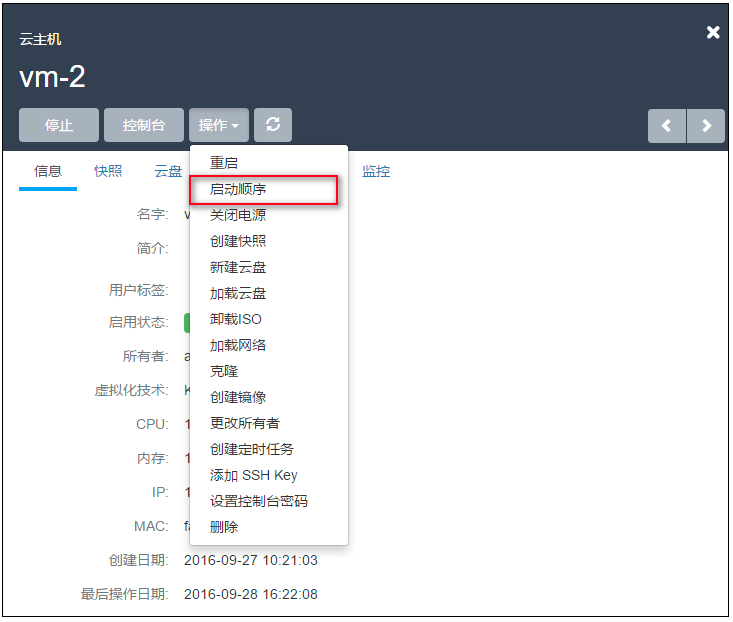 云主机
vm-2
停止 控制台 操作
信息 快照 云盘 监控
重启
启动顺序
关闭电源
创建快照
新建云盘
加载云盘
卸载ISO
加载网络
克隆
创建镜像
更改所有者
创建定时任务
添加 SSH Key
设置控制台密码
删除
名字:
简介:
用户标签:
启用状态:
所有者:
虚拟化技术:
CPU:
内存:
IP:
MAC:
创建日期: 2016-09-27 10:21:03
最后操作日期: 2016-09-28 16:22:08